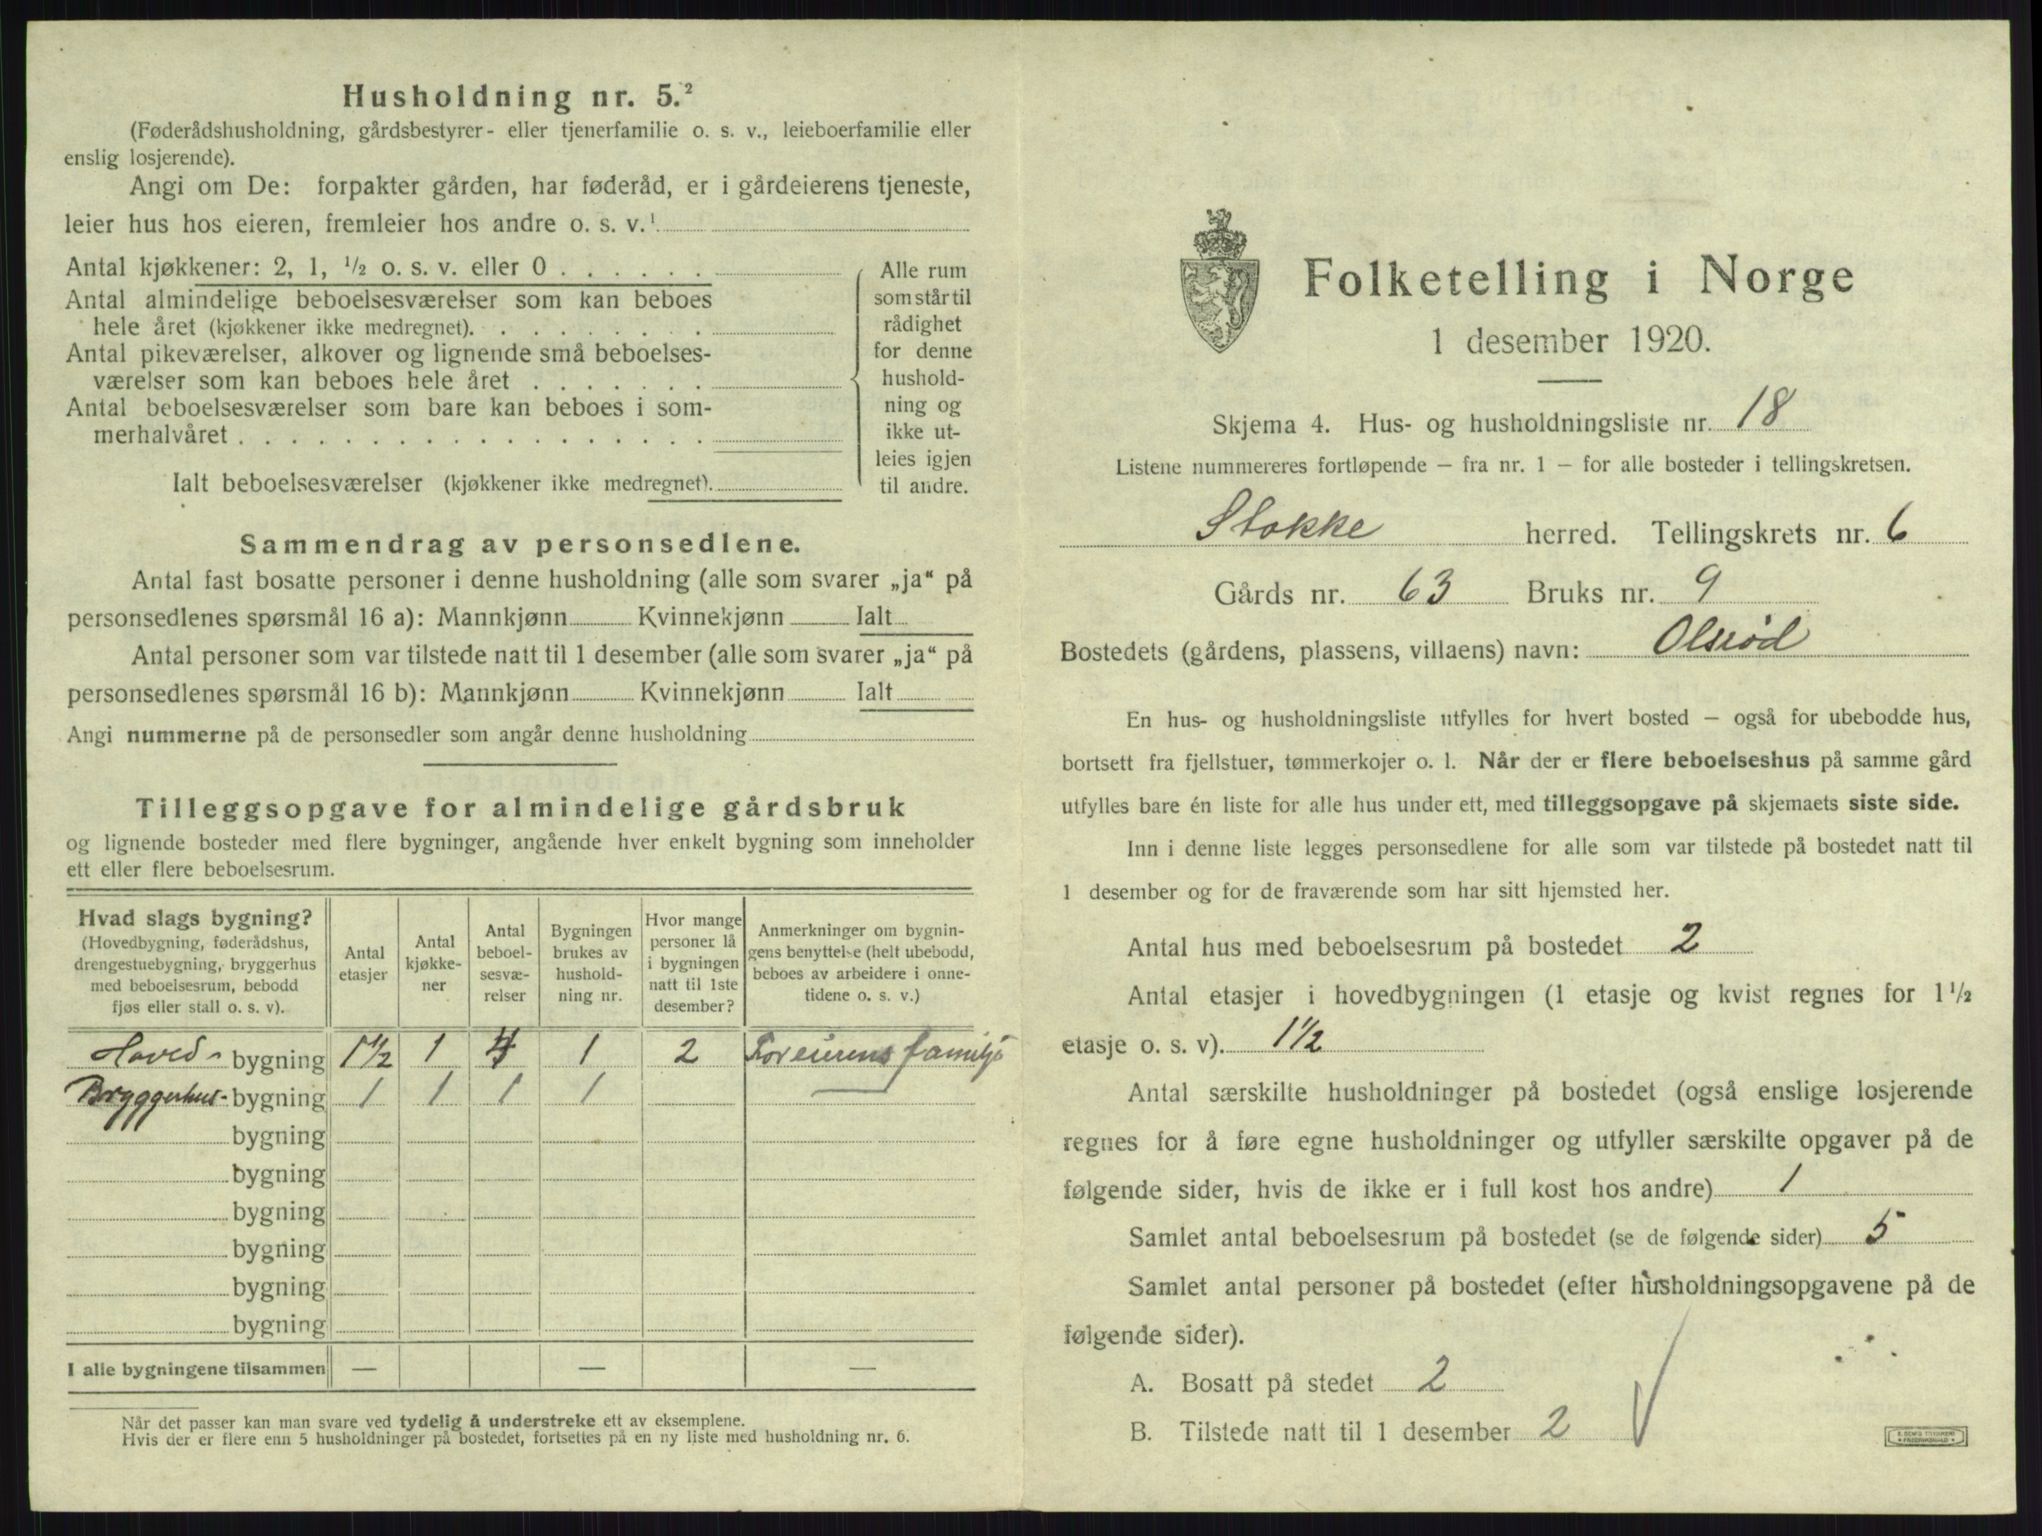 Husholdning nr. 5.²
(Føderådshusholdning, gårdsbestyrer- eller tjenerfamilie o. s. v., leieboerfamilie eller
enslig losjerende).
Angi om De: forpakter gården, har føderåd, er i gårdeierens tjeneste,
leier hus hos eieren, fremleier hos andre o. s. v.¹
Antal kjøkkener: 2, 1, ½ o. s. v. eller 0 . . . . . .
Antal almindelige beboelsesværelser som kan beboes
hele året (kjøkkener ikke medregnet). . . . . . . . .
Antal pikeværelser, alkover og lignende små beboelses-
værelser som kan beboes hele året . . . . . . .
Antal beboelsesværelser som bare kan beboes i som-
merhalvåret . . . . . . . . . . . . . . . . . .
Ialt beboelsesværelser (kjøkkener ikke medregnet).
Alle rum
som står til
rådighet
for denne
hushold-
ning og
ikke ut-
leies igjen
til andre.
Sammendrag av personsedlene.
Antal fast bosatte personer i denne husholdning (alle som svarer „ja“ på
personsedlenes spørsmål 16 a): Mannkjønn Kvinnekjønn Ialt
Antal personer som var tilstede natt til 1 desember (alle som svarer „ja“ på
personsedlenes spørsmål 16 b): Mannkjønn Kvinnekjønn Ialt
Angi nummerne på de personsedler som angår denne husholdning
Tilleggsopgave for almindelige gårdsbruk
og lignende bosteder med flere bygninger, angående hver enkelt bygning som inneholder
ett eller flere beboelsesrum.
Hvad slags bygning?
(Hovedbygning, føderådshus,
drengestuebygning, bryggerhus
med beboelsesrum, bebodd
fjøs eller stall o. s. v).
Antal
etasjer
Antal
kjøkke-
ner
Antal
beboel-
sesvæ-
relser
Bygningen
brukes av
hushold-
ning nr.
Hvor mange
personer lå
i bygningen
natt til 1ste
desember?
Anmerkninger om bygnin-
gens benyttelse (helt ubebodd,
beboes av arbeidere i onne-
tidene o. s. v.)
Hoved- bygning 1½ 1 4 1 2 For eierens familje
Bryggerhus- bygning 1 1 1 1 —
bygning
bygning
bygning
bygning
bygning
bygning
I alle bygningene tilsammen — — —
Når det passer kan man svare ved tydelig å understreke ett av eksemplene.
Hvis der er flere enn 5 husholdninger på bostedet, fortsettes på en ny liste med husholdning nr. 6.
Folketelling i Norge
1 desember 1920.
Skjema 4. Hus- og husholdningsliste nr. 18
Listene nummereres fortløpende – fra nr. 1 – for alle bosteder i tellingskretsen.
Stokke herred. Tellingskrets nr. 6
Gårds nr. 63 Bruks nr. 9
Bostedets (gårdens, plassens, villaens) navn: Olsrød
En hus- og husholdningsliste utfylles for hvert bosted – også for ubebodde hus,
bortsett fra fjellstuer, tømmerkojer o. l. Når der er flere beboelseshus på samme gård
utfylles bare én liste for alle hus under ett, med tilleggsopgave på skjemaets siste side.
Inn i denne liste legges personsedlene for alle som var tilstede på bostedet natt til
1 desember og for de fraværende som har sitt hjemsted her.
Antal hus med beboelsesrum på bostedet 2
Antal etasjer i hovedbygningen (1 etasje og kvist regnes for 1½
etasje o. s. v). 1½
Antal særskilte husholdninger på bostedet (også enslige losjerende
regnes for å føre egne husholdninger og utfyller særskilte opgaver på de
følgende sider, hvis de ikke er i full kost hos andre) 1
Samlet antal beboelsesrum på bostedet (se de følgende sider) 5
Samlet antal personer på bostedet (efter husholdningsopgavene på de
følgende sider).
A. Bosatt på stedet 2
B. Tilstede natt til 1 desember 2